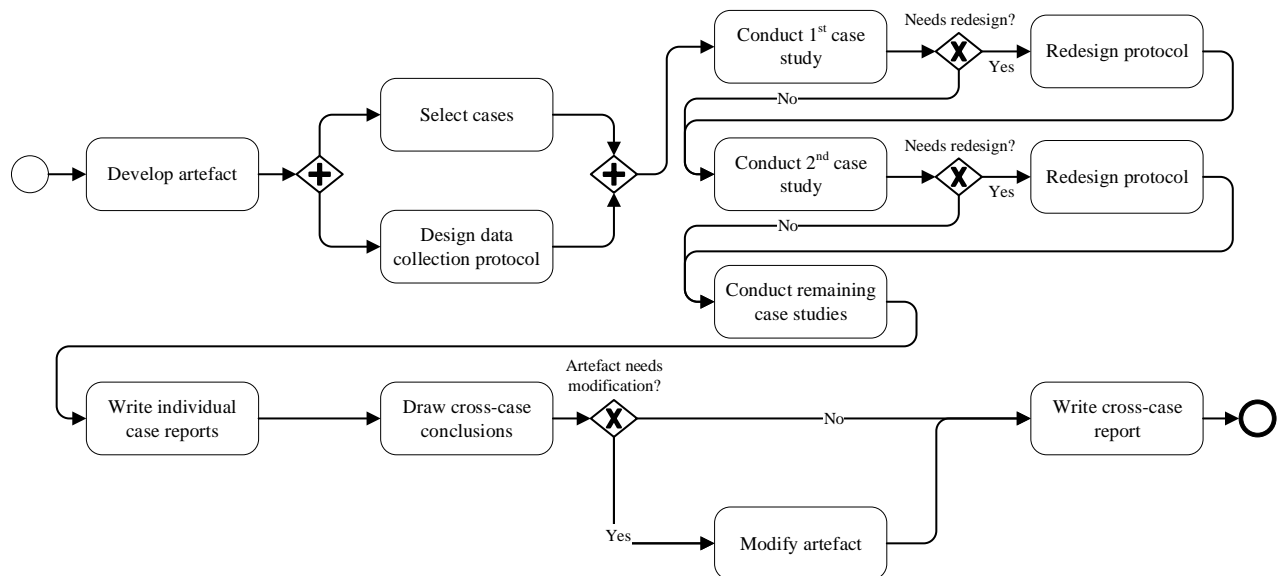 Needs redesign?
Conduct 1st case
study
Yes
Redesign protocol
No
Select cases
Develop artefact
Design data
collection protocol
Needs redesign?
Conduct 2nd case
study
Yes
Redesign protocol
No
Conduct remaining
case studies
Artefact needs
modification?
Write individual
case reports
Draw cross-case
conclusions
No
Write cross-case
report
Yes
Modify artefact